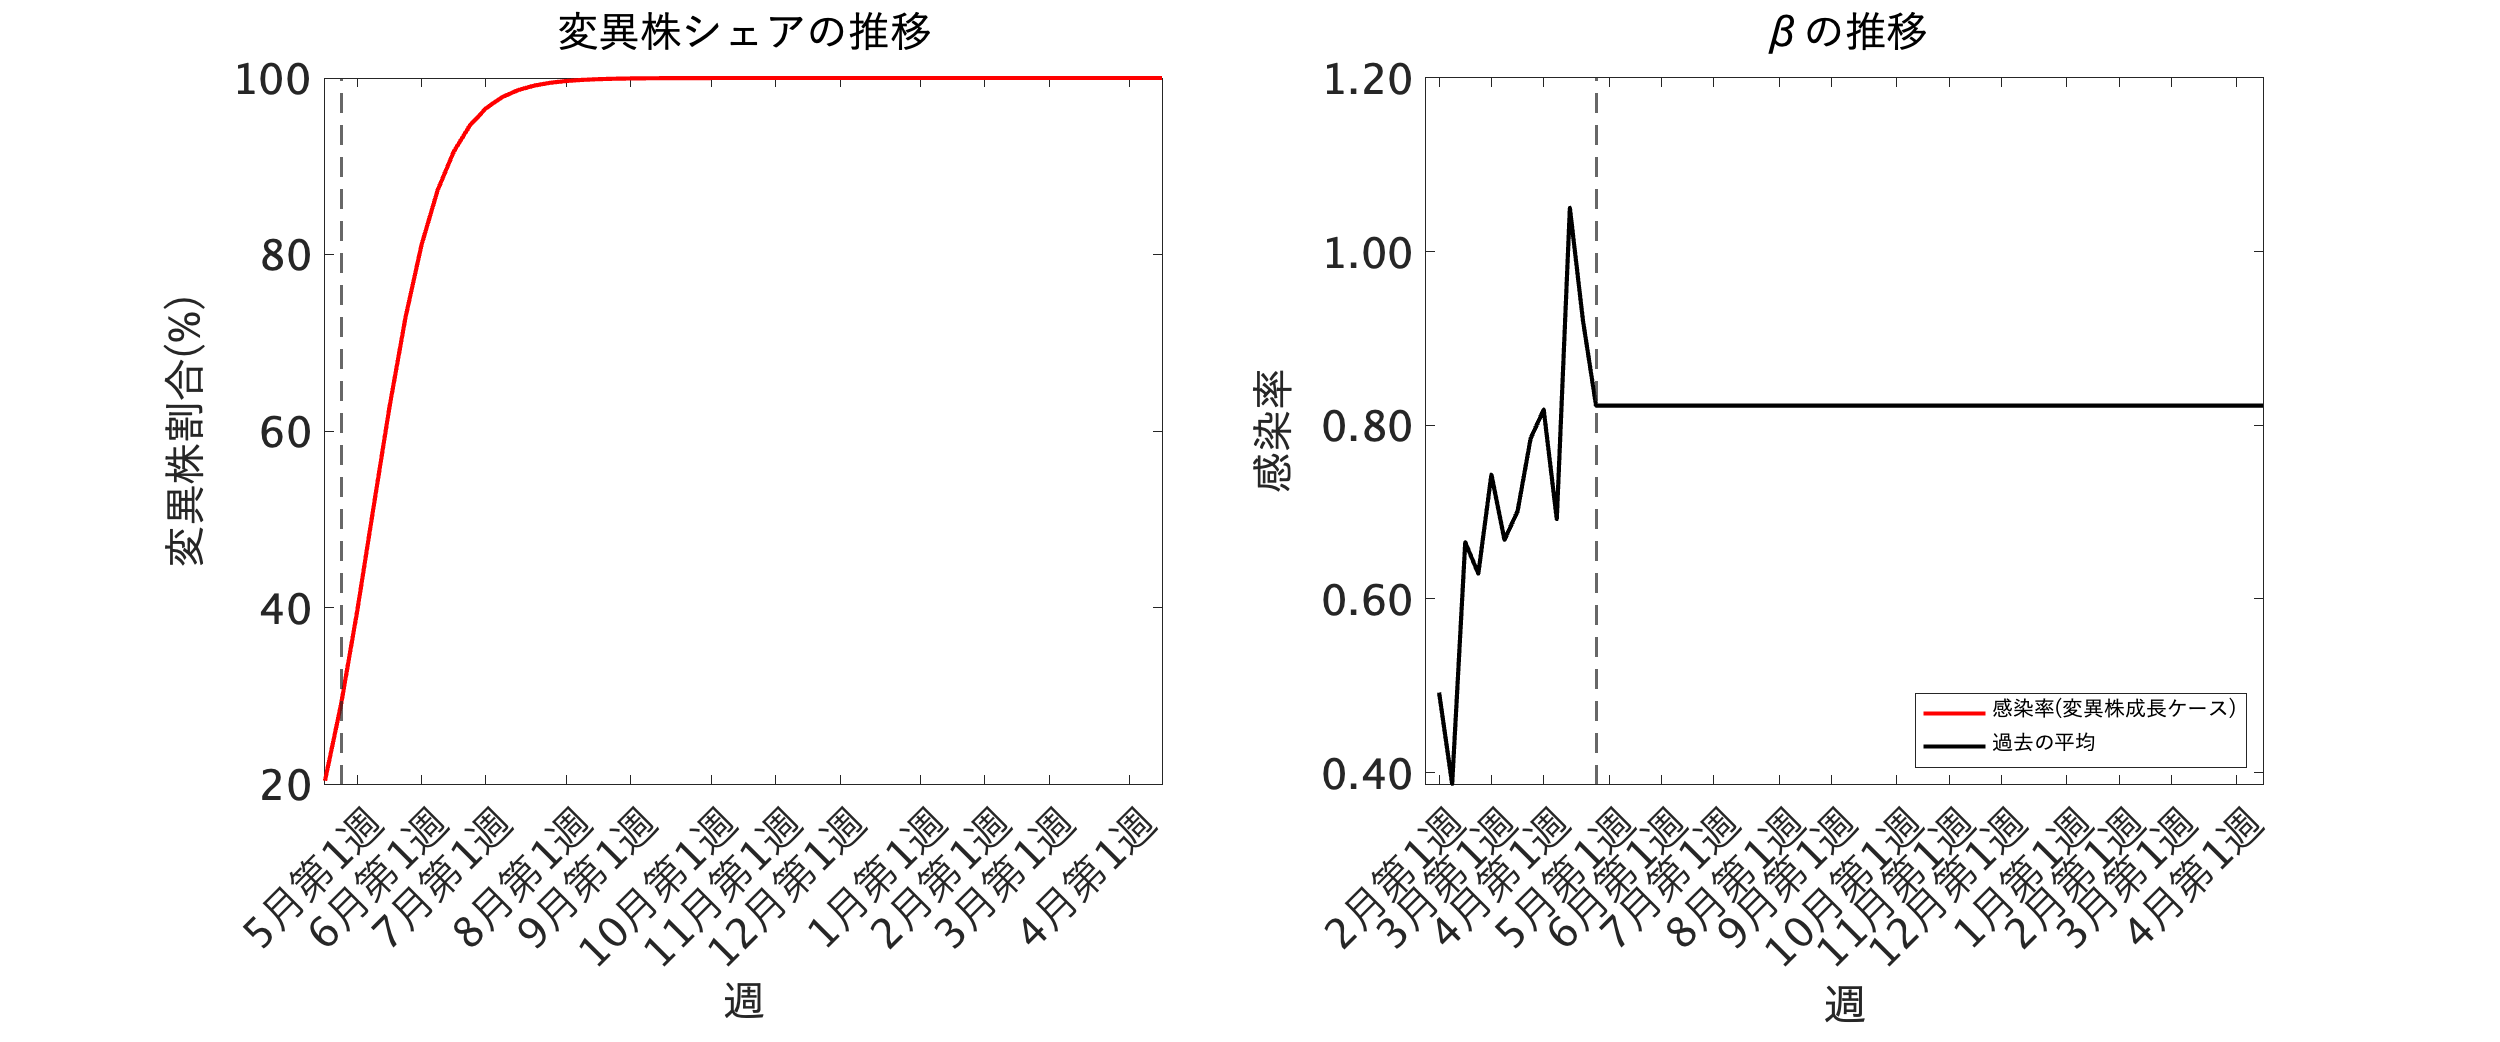 変異株シェアの推移
変異株割合(%)
100
80
60
40
20
5月第1週
6月第1週
7月第1週
8月第1週
9月第1週
10月第1週
11月第1週
12月第1週
1月第1週
2月第1週
3月第1週
4月第1週
週
β の推移
感染率
1.20
1.00
0.80
0.60
0.40
感染率(変異株成長ケース)
過去の平均
2月第1週
3月第1週
4月第1週
5月第1週
6月第1週
7月第1週
8月第1週
9月第1週
10月第1週
11月第1週
12月第1週
1月第1週
2月第1週
3月第1週
4月第1週
週